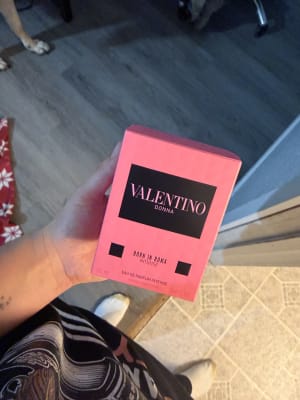 VALENTINO
DONNA
BORN IN ROMA
INTENSE
EAU DE PARFUM INTENSE